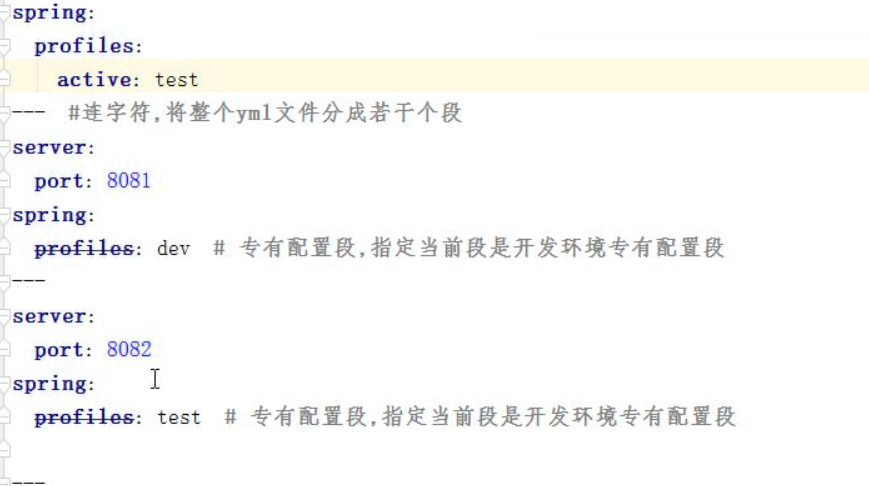 spring:
  profiles:
    active: test
---  #连字符,将整个yml文件分成若干个段
server:
  port: 8081
spring:
  profiles: dev  # 专有配置段,指定当前段是开发环境专有配置段
---
server:
  port: 8082
spring:
  profiles: test  # 专有配置段,指定当前段是开发环境专有配置段
---